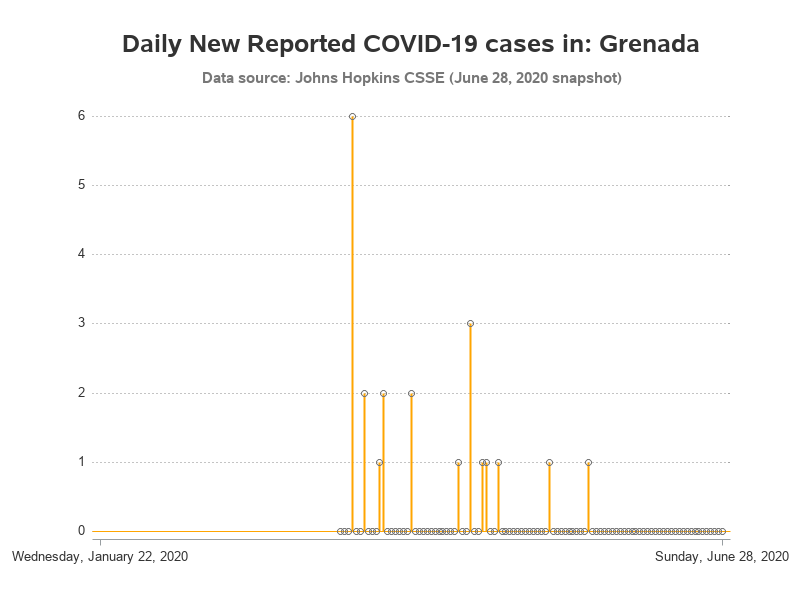 Daily New Reported COVID-19 cases in: Grenada
Data source: Johns Hopkins CSSE (June 28, 2020 snapshot)
6
5
4
3
2
1
0
Wednesday, January 22, 2020
Sunday, June 28, 2020